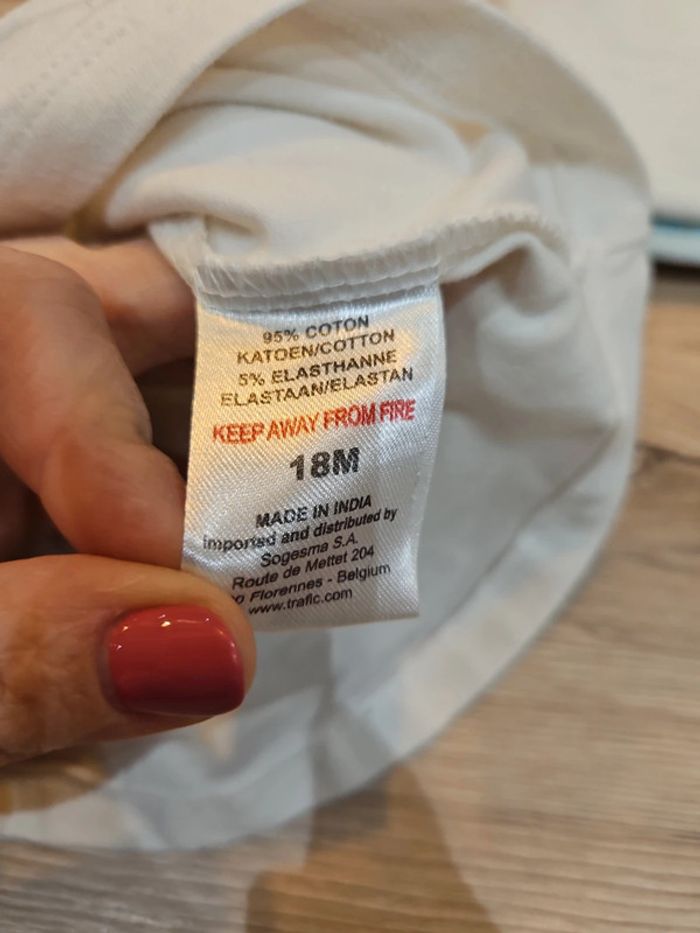 95% COTON
KATOEN/COTTON
5% ELASTHANNE
ELASTAAN/ELASTAN
KEEP AWAY FROM FIRE
18M
MADE IN INDIA
imported and distributed by
Sogesma S.A.
Route de Mettet 204
Florennes - Belgium
www.trafic.com